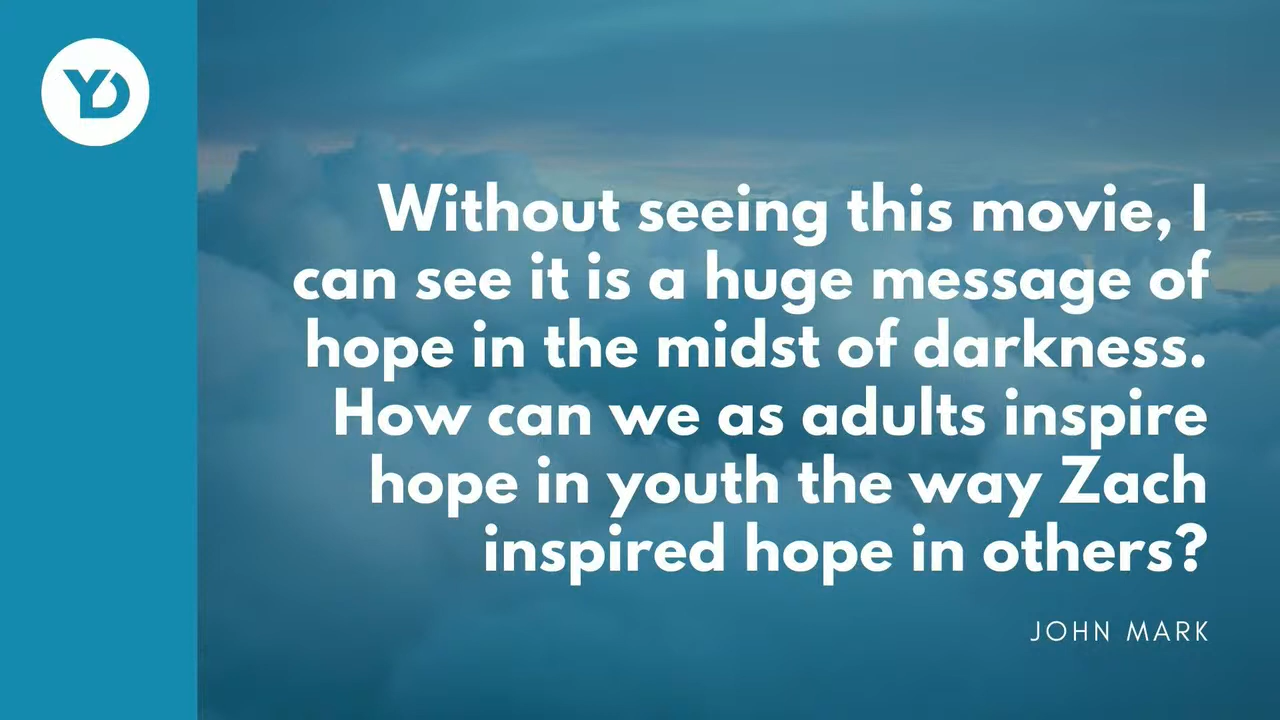 YD
Without seeing this movie, I
can see it is a huge message of
hope in the midst of darkness.
How can we as adults inspire
hope in youth the way Zach
inspired hope in others?
JOHN MARK